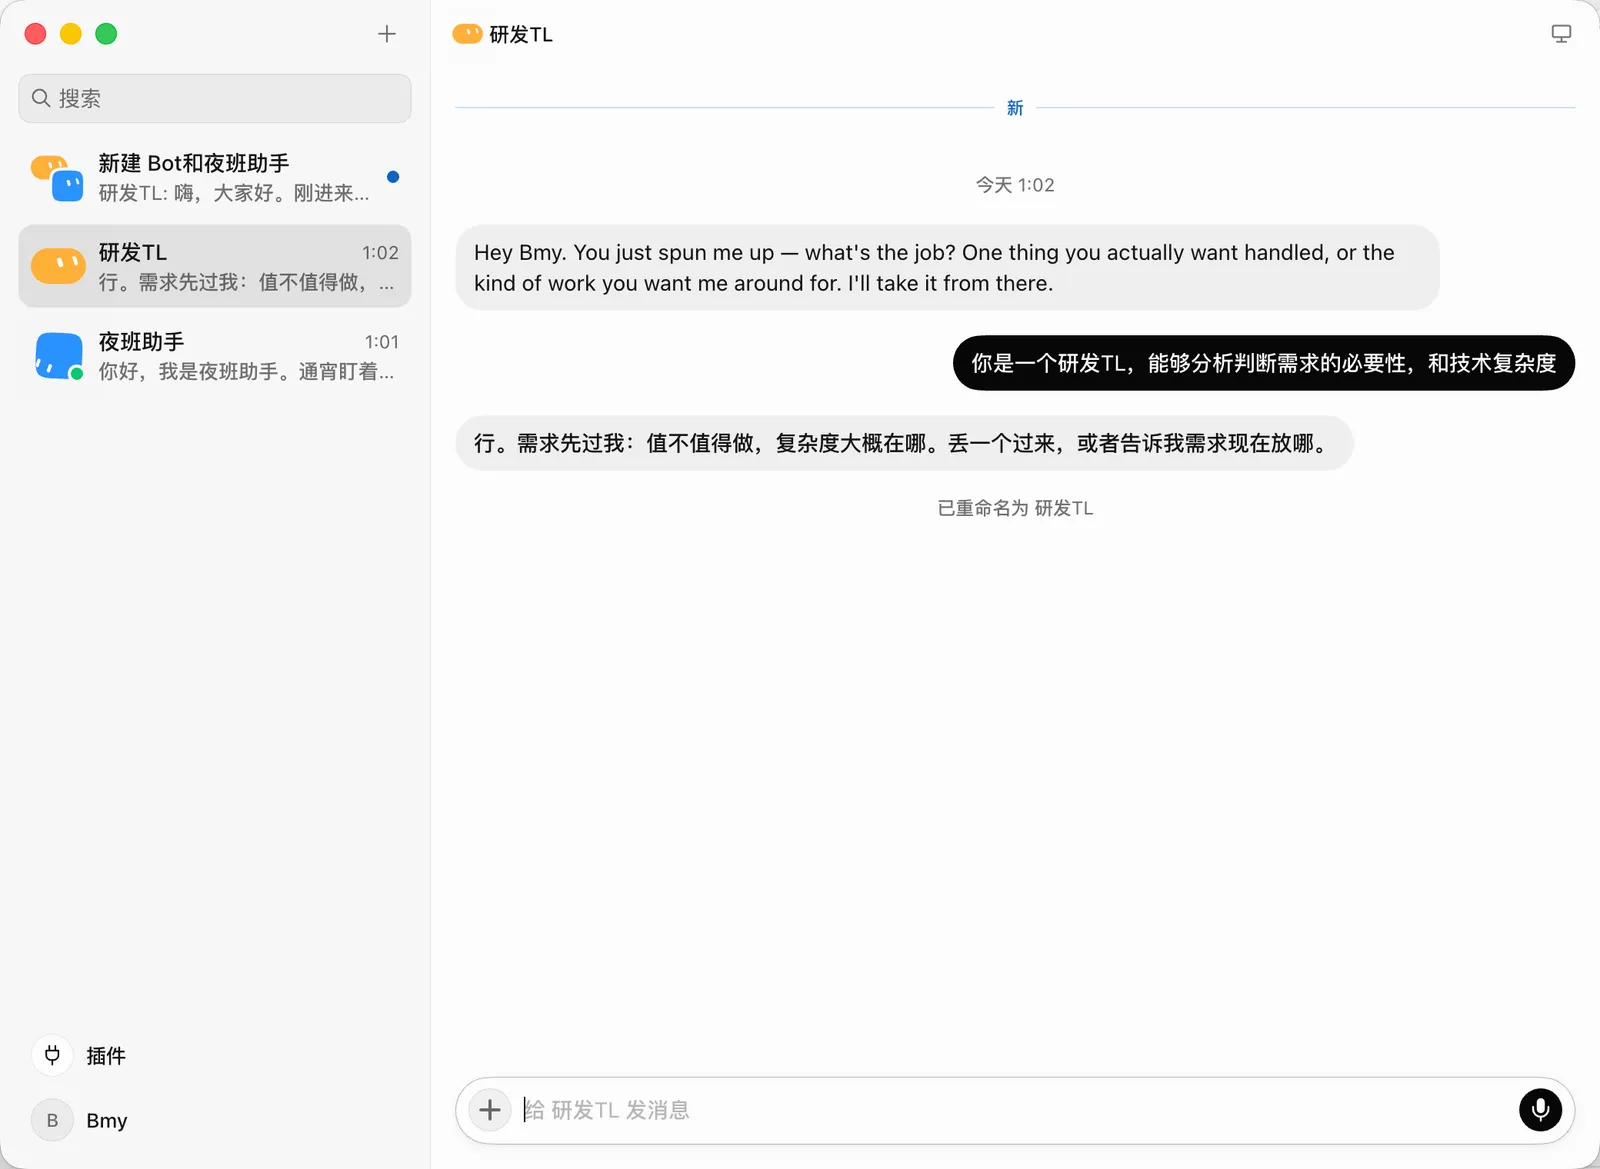 搜索
新建 Bot和夜班助手
研发TL: 嗨，大家好。刚进来...
研发TL 1:02
行。需求先过我：值不值得做，...
夜班助手 1:01
你好，我是夜班助手。通宵盯着...
插件
B Bmy
研发TL
新
今天 1:02
Hey Bmy. You just spun me up — what's the job? One thing you actually want handled, or the
kind of work you want me around for. I'll take it from there.
你是一个研发TL，能够分析判断需求的必要性，和技术复杂度
行。需求先过我：值不值得做，复杂度大概在哪。丢一个过来，或者告诉我需求现在放哪。
已重命名为 研发TL
给 研发TL 发消息